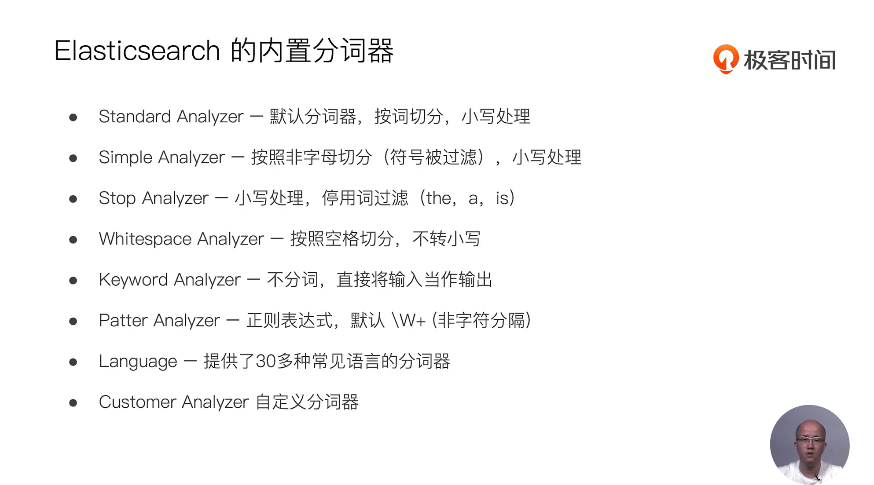 Elasticsearch 的内置分词器
极客时间
● Standard Analyzer – 默认分词器，按词切分，小写处理
● Simple Analyzer – 按照非字母切分（符号被过滤），小写处理
● Stop Analyzer – 小写处理，停用词过滤（the，a，is）
● Whitespace Analyzer – 按照空格切分，不转小写
● Keyword Analyzer – 不分词，直接将输入当作输出
● Patter Analyzer – 正则表达式，默认 \W+ (非字符分隔)
● Language – 提供了30多种常见语言的分词器
● Customer Analyzer 自定义分词器